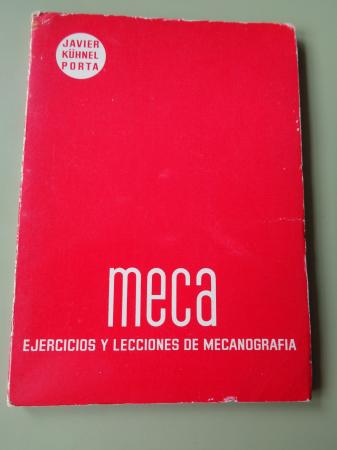 JAVIER
KÜHNEL
PORTA
meca
EJERCICIOS Y LECCIONES DE MECANOGRAFIA